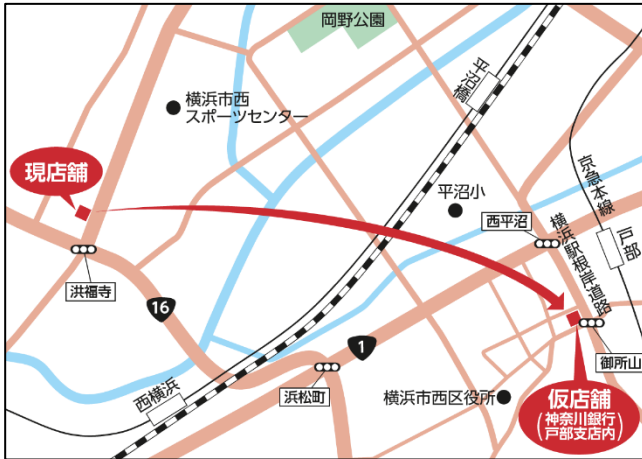 岡野公園
平沼橋
横浜市西
スポーツセンター
京急本線
現店舗
平沼小
西平沼
戸部
横浜駅根岸道路
洪福寺
16
1
御所山
西横浜
浜松町
横浜市西区役所
仮店舗
(神奈川銀行
戸部支店内)